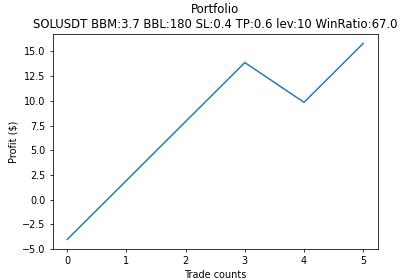 Portfolio
SOLUSDT BBM:3.7 BBL:180 SL:0.4 TP:0.6 lev:10 WinRatio:67.0
15.0
12.5
10.0
7.5
5.0
2.5
0.0
−2.5
−5.0
Profit ($)
0 1 2 3 4 5
Trade counts